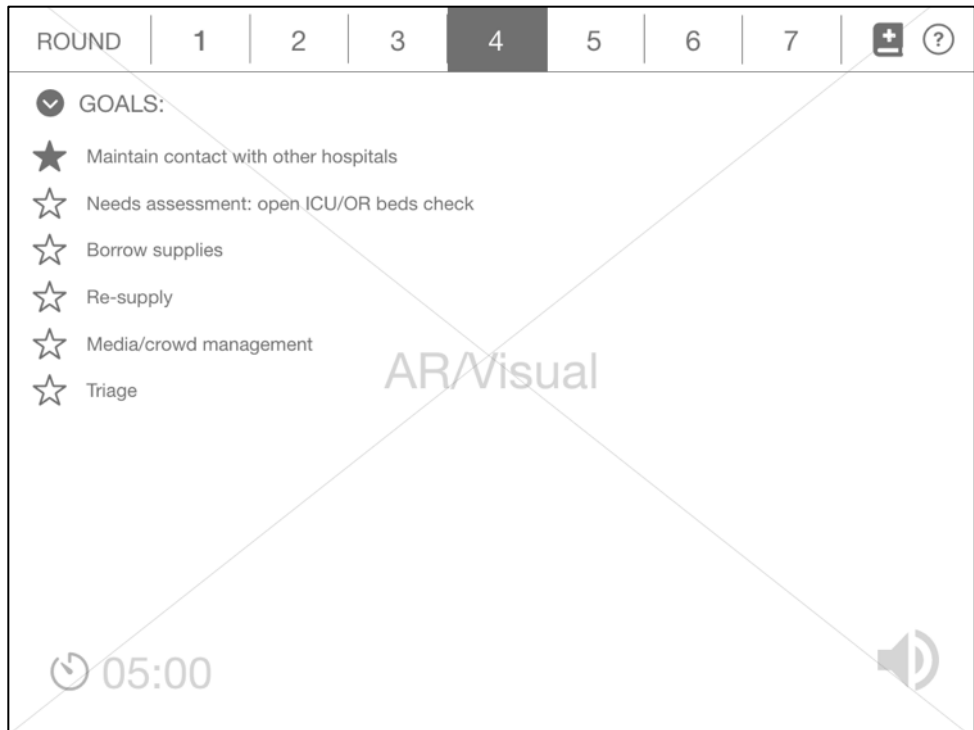 ROUND 1 2 3 4 5 6 7 ?
GOALS:
Maintain contact with other hospitals
Needs assessment: open ICU/OR beds check
Borrow supplies
Re-supply
Media/crowd management
Triage
AR/Visual
05:00